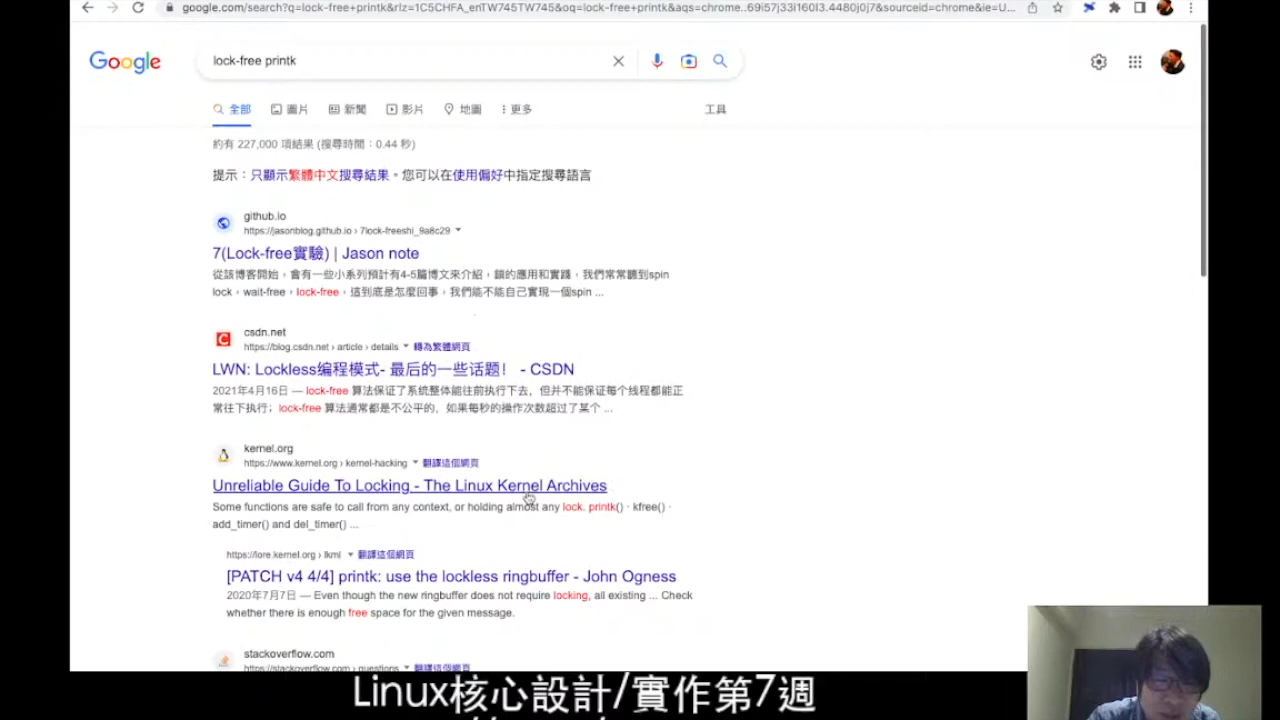 google.com/search?q=lock-free+printk&rlz=1C5CHFA_enTW745TW745&oq=lock-free+printk&aqs=chrome..69i57j33i160l3.4480j0j7&sourceid=chrome&ie=U...
Google
lock-free printk
全部 圖片 新聞 影片 地圖 更多 工具
約有 227,000 項結果 (搜尋時間:0.44 秒)
提示:只顯示繁體中文搜尋結果。您可以在使用偏好中指定搜尋語言
github.io
https://jasonblog.github.io › 7lock-freeshi_9a8c29
7(Lock-free實驗) | Jason note
從該博客開始,會有一些小系列預計有4-5篇博文來介紹,鎖的應用和實踐,我們常常聽到spin
lock,wait-free,lock-free,這到底是怎麼回事,我們能不能自己實現一個spin ...
csdn.net
https://blog.csdn.net › article › details 轉為繁體網頁
LWN: Lockless编程模式- 最后的一些话题! - CSDN
2021年4月16日 — lock-free 算法保证了系统整体能往前执行下去,但并不能保证每个线程都能正
常往下执行;lock-free 算法通常都是不公平的,如果每秒的操作次数超过了某个 ...
kernel.org
https://www.kernel.org › kernel-hacking 翻譯這個網頁
Unreliable Guide To Locking - The Linux Kernel Archives
Some functions are safe to call from any context, or holding almost any lock. printk() · kfree() ·
add_timer() and del_timer() ...
https://lore.kernel.org › lkml 翻譯這個網頁
[PATCH v4 4/4] printk: use the lockless ringbuffer - John Ogness
2020年7月7日 — Even though the new ringbuffer does not require locking, all existing ... Check
whether there is enough free space for the given message.
stackoverflow.com
https://stackoverflow.com › questions 翻譯這個網頁
Linux核心設計/實作第7週